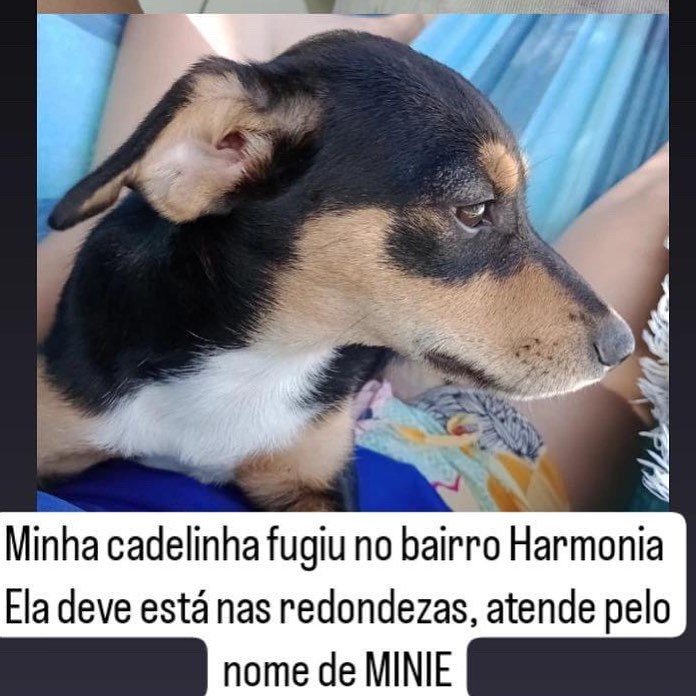 Minha cadelinha fugiu no bairro Harmonia
Ela deve está nas redondezas, atende pelo
nome de MINIE